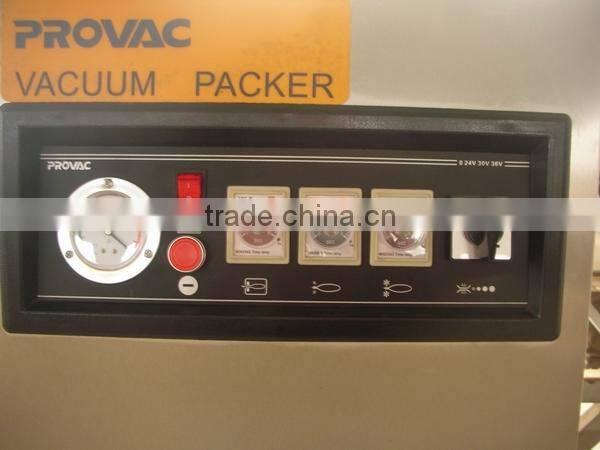 PROVAC
VACUUM PACKER
PROVAC
0 24V 30V 36V
trade.china.cn